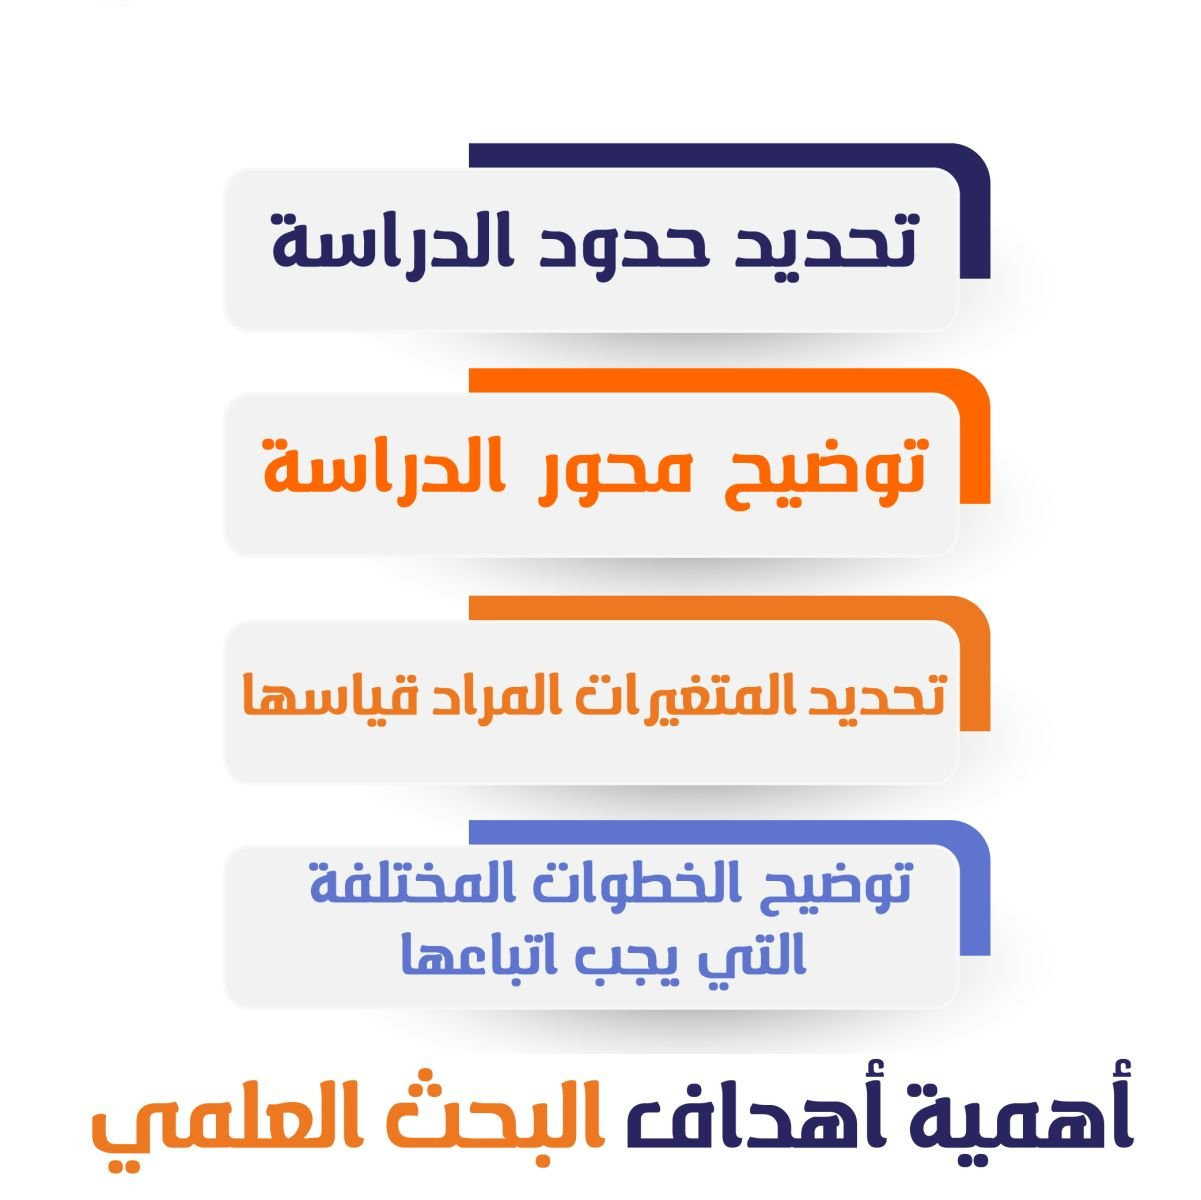 تحديد حدود الدراسة
توضيح محور الدراسة
تحديد المتغيرات المراد قياسها
توضيح الخطوات المختلفة
التي يجب اتباعها
أهمية أهداف البحث العلمي